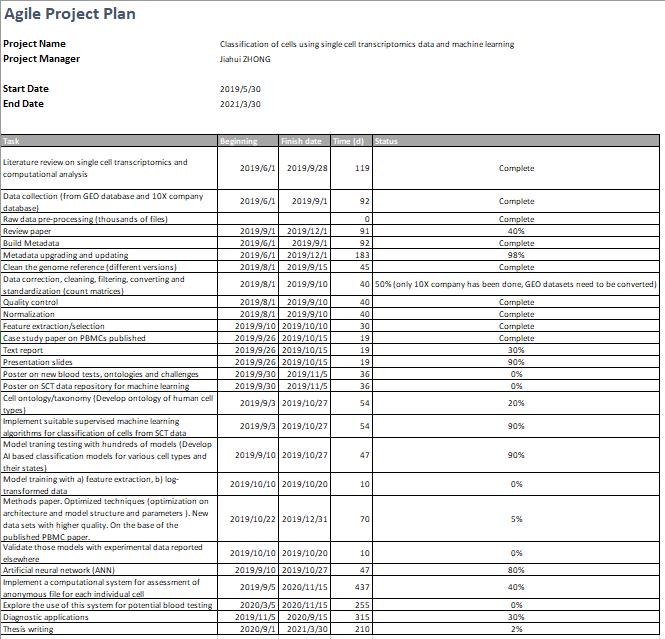 Agile Project Plan
Project Name Classification of cells using single cell transcriptomics data and machine learning
Project Manager Jiahui ZHONG
Start Date 2019/5/30
End Date 2021/3/30
Task Beginning Finish date Time (d) Status
Literature review on single cell transcriptomics and
computational analysis 2019/6/1 2019/9/28 119 Complete
Data collection (from GEO database and 10X company
database) 2019/6/1 2019/9/1 92 Complete
Raw data pre-processing (thousands of files) 0 Complete
Review paper 2019/9/1 2019/12/1 91 40%
Build Metadata 2019/6/1 2019/9/1 92 Complete
Metadata upgrading and updating 2019/6/1 2019/12/1 183 98%
Clean the genome reference (different versions) 2019/8/1 2019/9/15 45 Complete
Data correction, cleaning, filtering, converting and
standardization (count matrices) 2019/8/1 2019/9/10 40 50% (only 10X company has been done, GEO datasets need to be converted)
Quality control 2019/8/1 2019/9/10 40 Complete
Normalization 2019/8/1 2019/9/10 40 Complete
Feature extraction/selection 2019/9/10 2019/10/10 30 Complete
Case study paper on PBMCs published 2019/9/26 2019/10/15 19 Complete
Text report 2019/9/26 2019/10/15 19 30%
Presentation slides 2019/9/26 2019/10/15 19 90%
Poster on new blood tests, ontologies and challenges 2019/9/30 2019/11/5 36 0%
Poster on SCT data repository for machine learning 2019/9/30 2019/11/5 36 0%
Cell ontology/taxonomy (Develop ontology of human cell
types) 2019/9/3 2019/10/27 54 20%
Implement suitable supervised machine learning
algorithms for classification of cells from SCT data 2019/9/3 2019/10/27 54 90%
Model traning testing with hundreds of models (Develop
AI based classification models for various cell types and
their states) 2019/9/10 2019/10/27 47 90%
Model training with a) feature extraction, b) log-
transformed data 2019/10/10 2019/10/20 10 0%
Methods paper. Optimized techniques (optimization on
architecture and model structure and parameters ). New
data sets with higher quality. On the base of the
published PBMC paper. 2019/10/22 2019/12/31 70 5%
Validate those models with experimental data reported
elsewhere 2019/10/10 2019/10/20 10 0%
Artificial neural network (ANN) 2019/9/10 2019/10/27 47 80%
Implement a computational system for assessment of
anonymous file for each individual cell 2019/9/5 2020/11/15 437 40%
Explore the use of this system for potential blood testing 2020/3/5 2020/11/15 255 0%
Diagnostic applications 2019/11/5 2020/9/15 315 30%
Thesis writing 2020/9/1 2021/3/30 210 2%